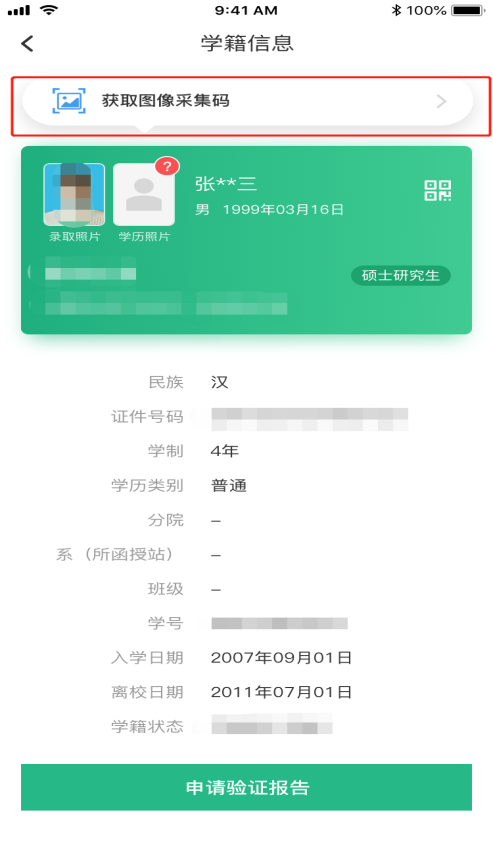 9:41 AM
100%
学籍信息
获取图像采集码
?
张**三
男 1999年03月16日
录取照片 学历照片
硕士研究生
民族 汉
证件号码
学制 4年
学历类别 普通
分院 –
系（所函授站） –
班级 –
学号
入学日期 2007年09月01日
离校日期 2011年07月01日
学籍状态
申请验证报告